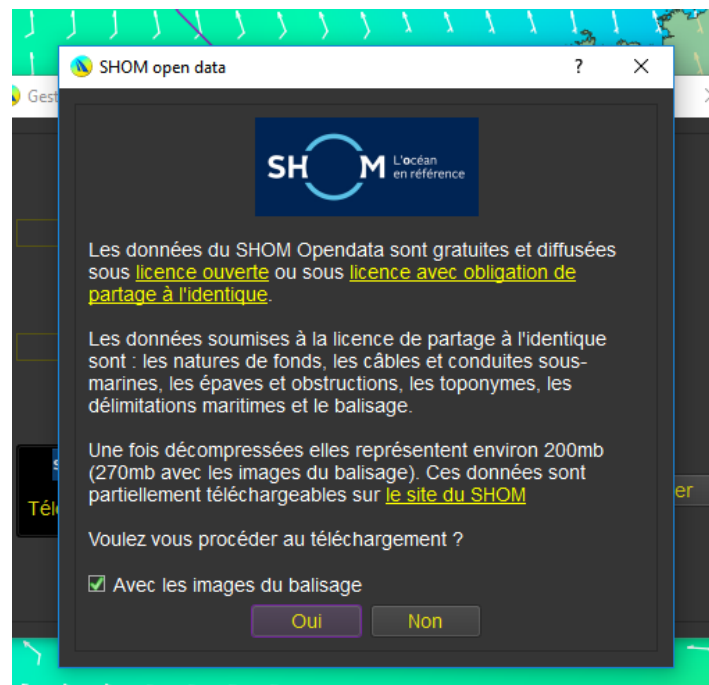 SHOM open data
?
Gest
SHOM
L'océan
en référence
Les données du SHOM Opendata sont gratuites et diffusées
sous licence ouverte ou sous licence avec obligation de
partage à l'identique.
Les données soumises à la licence de partage à l'identique
sont : les natures de fonds, les câbles et conduites sous-
marines, les épaves et obstructions, les toponymes, les
délimitations maritimes et le balisage.
Une fois décompressées elles représentent environ 200mb
(270mb avec les images du balisage). Ces données sont
partiellement téléchargeables sur le site du SHOM
Voulez vous procéder au téléchargement ?
Avec les images du balisage
Oui
Non
Télé
er